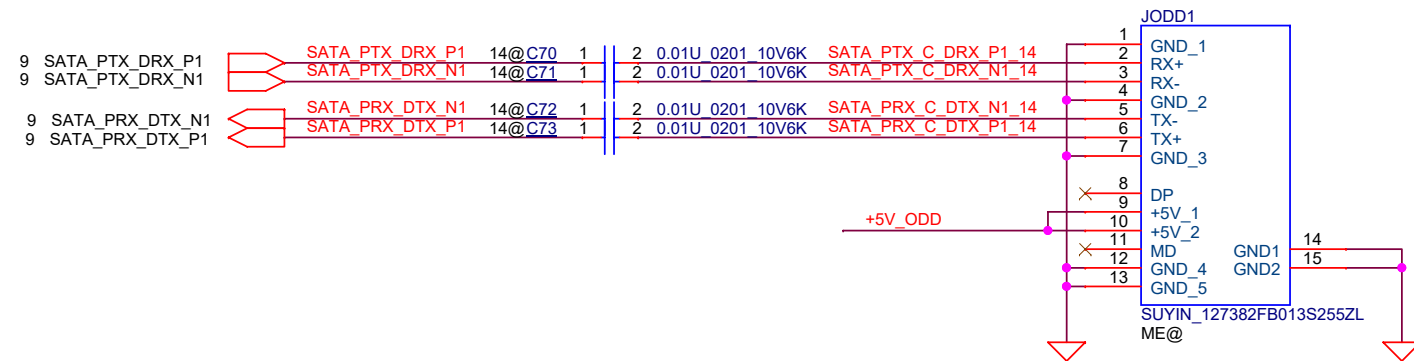 JODD1
9 SATA_PTX_DRX_P1 SATA_PTX_DRX_P1 14@C70 1 2 0.01U_0201_10V6K SATA_PTX_C_DRX_P1_14
9 SATA_PTX_DRX_N1 SATA_PTX_DRX_N1 14@C71 1 2 0.01U_0201_10V6K SATA_PTX_C_DRX_N1_14
9 SATA_PRX_DTX_N1 SATA_PRX_DTX_N1 14@C72 1 2 0.01U_0201_10V6K SATA_PRX_C_DTX_N1_14
9 SATA_PRX_DTX_P1 SATA_PRX_DTX_P1 14@C73 1 2 0.01U_0201_10V6K SATA_PRX_C_DTX_P1_14
+5V_ODD
1 GND_1
2 RX+
3 RX-
4 GND_2
5 TX-
6 TX+
7 GND_3
8 DP
9 +5V_1
10 +5V_2
11 MD
12 GND_4
13 GND_5
GND1 14
GND2 15
SUYIN_127382FB013S255ZL
ME@